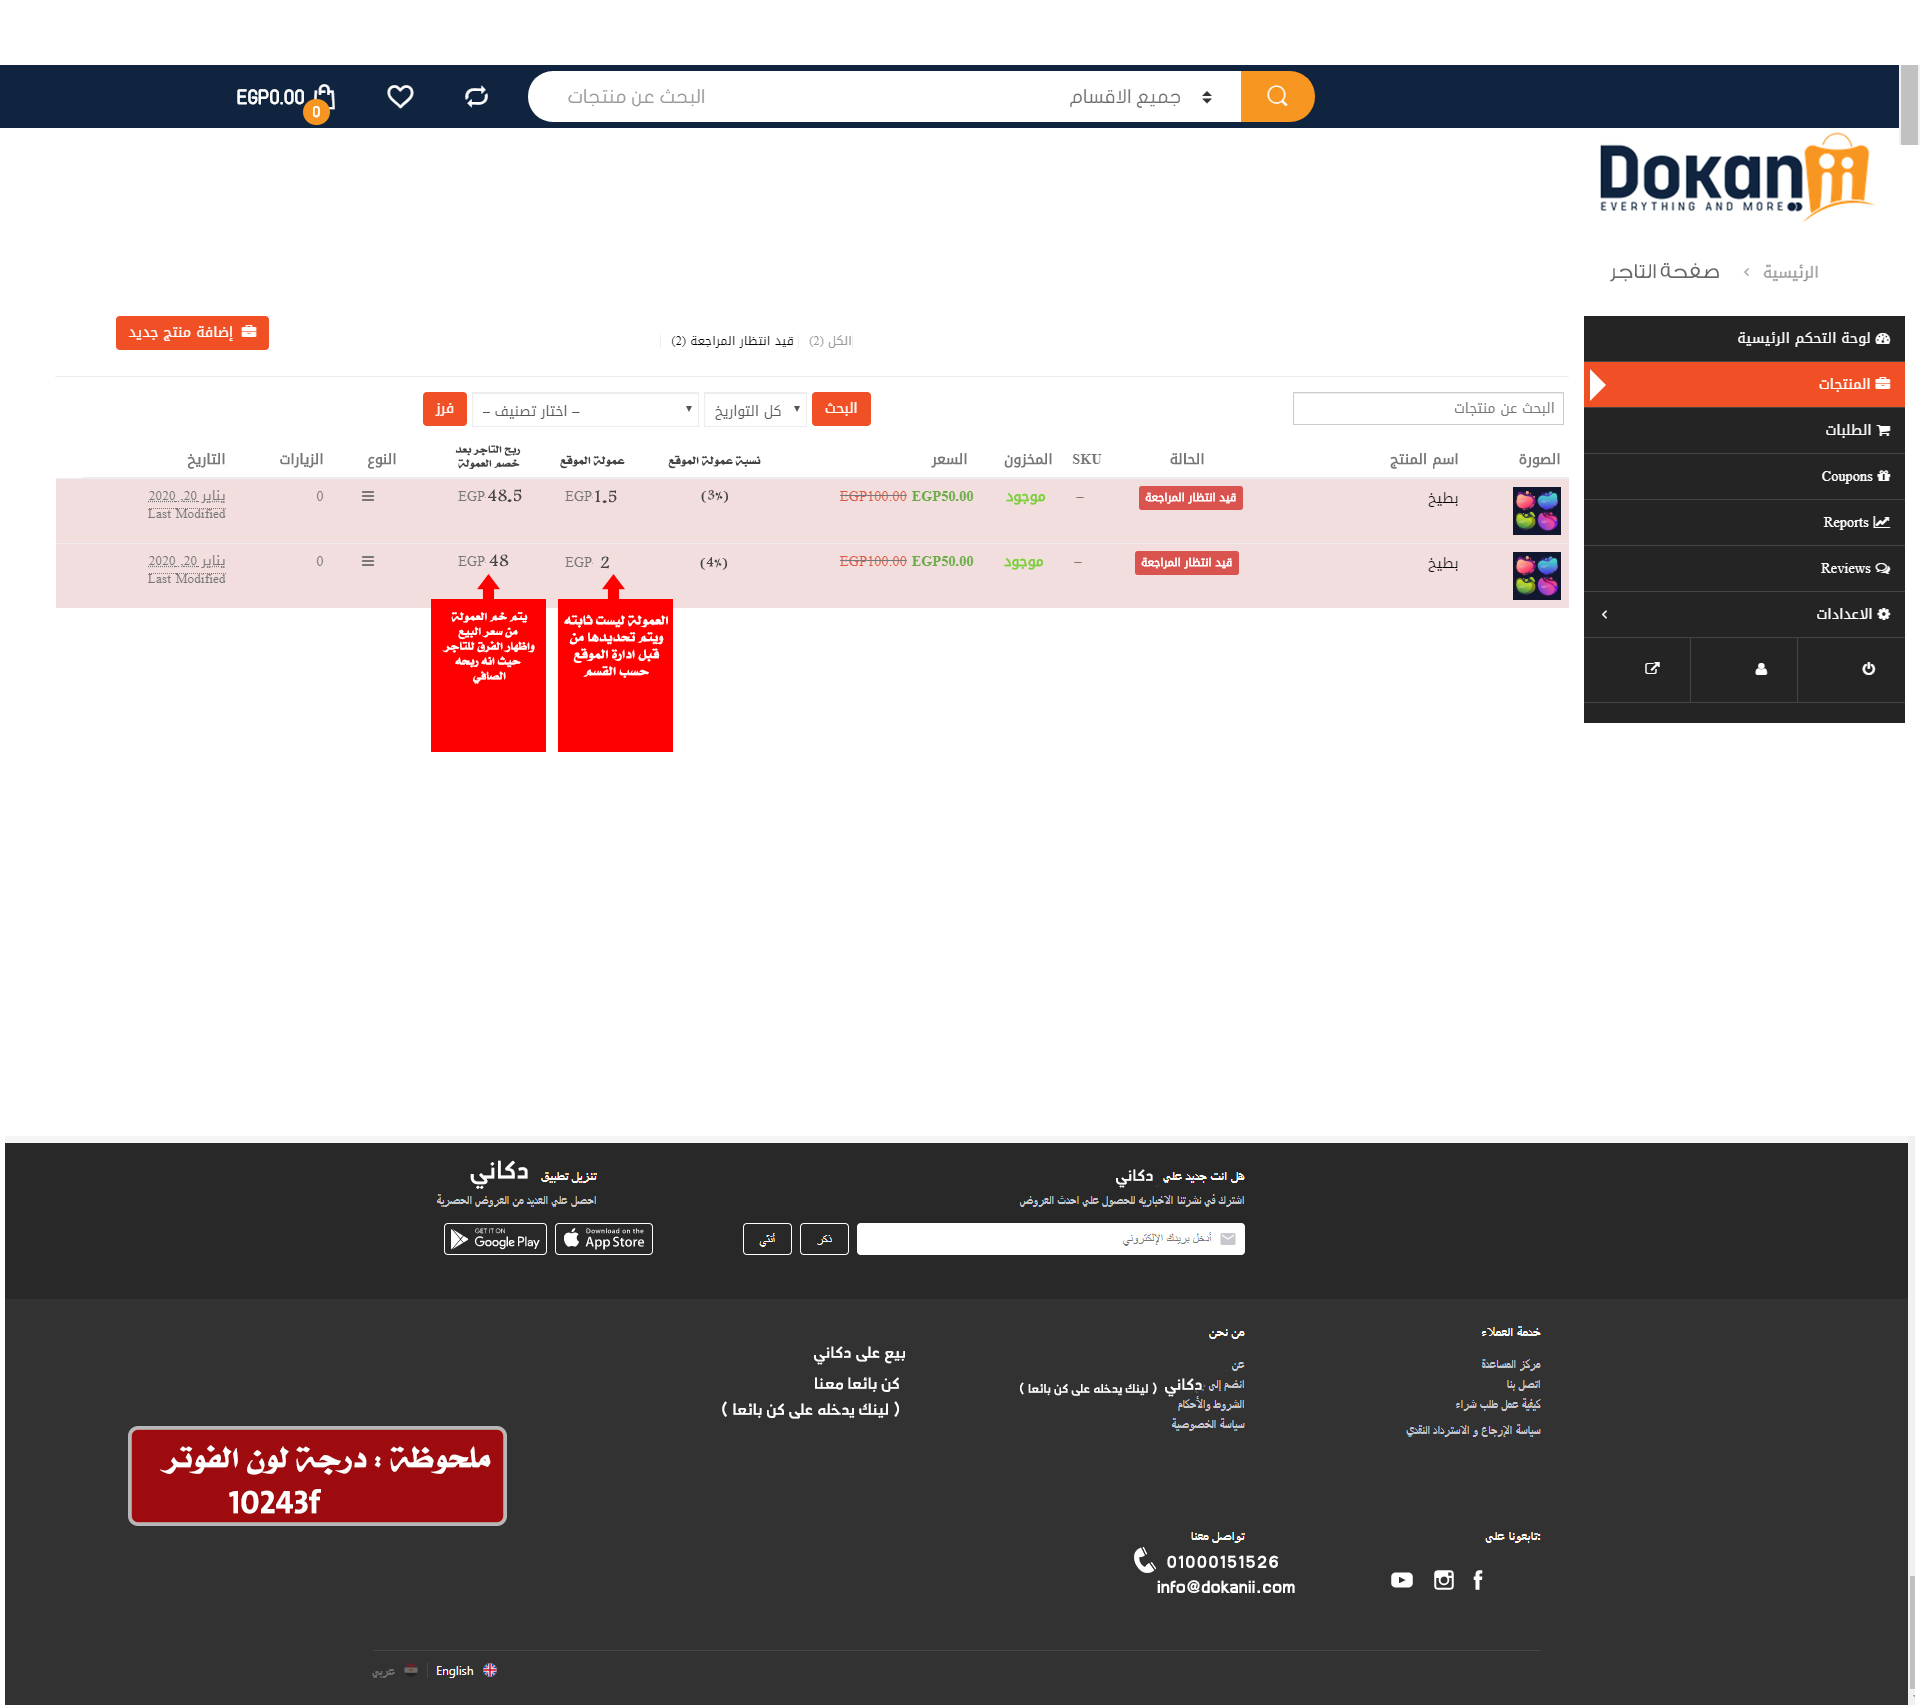 جميع الاقسام
البحث عن منتجات
EGP0.00
0
Dokanii
EVERYTHING AND MORE
الرئيسية
صفحة التاجر
لوحة التحكم الرئيسية
المنتجات
الطلبات
Coupons
Reports
Reviews
الاعدادات
الكل (2)
قيد انتظار المراجعة (2)
إضافة منتج جديد
البحث عن منتجات
البحث
كل التواريخ
– اختار تصنيف –
فرز
الصورة
اسم المنتج
الحالة
SKU
المخزون
السعر
نسبة عمولة الموقع
عمولة الموقع
ربح التاجر بعد
خصم العمولة
النوع
الزيارات
التاريخ
بطيخ
قيد انتظار المراجعة
–
موجود
EGP100.00 EGP50.00
(3%)
EGP 1.5
EGP 48.5
0
يناير 20, 2020
Last Modified
بطيخ
قيد انتظار المراجعة
–
موجود
EGP100.00 EGP50.00
(4%)
EGP 2
EGP 48
0
يناير 20, 2020
Last Modified
العمولة ليست ثابته
ويتم تحديدها من
قبل ادارة الموقع
حسب القسم
يتم خم العمولة
من سعر البيع
واظهار الفرق للتاجر
حيث انه ربحه
الصافي
هل انت جديد علي دكاني
اشترك في نشرتنا الاخباريه للحصول علي احدث العروض
أدخل بريدك الإلكتروني
ذكر
أنثي
تنزيل تطبيق دكاني
احصل علي العديد من العروض الحصرية
Download on the
App Store
GET IT ON
Google Play
خدمة العملاء
مركز المساعدة
اتصل بنا
كيفية عمل طلب شراء
سياسة الإرجاع و الاسترداد النقدي
من نحن
عن
انضم إلى دكاني ( لينك يدخله على كن بائعا )
الشروط والأحكام
سياسة الخصوصية
بيع على دكاني
كن بائعا معنا
( لينك يدخله على كن بائعا )
ملحوظة : درجة لون الفوتر
10243f
تابعونا على:
تواصل معنا
01000151526
info@dokanii.com
English
عربي